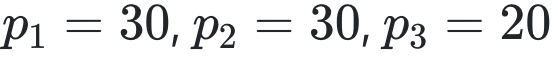 p₁ = 30, p₂ = 30, p₃ = 20